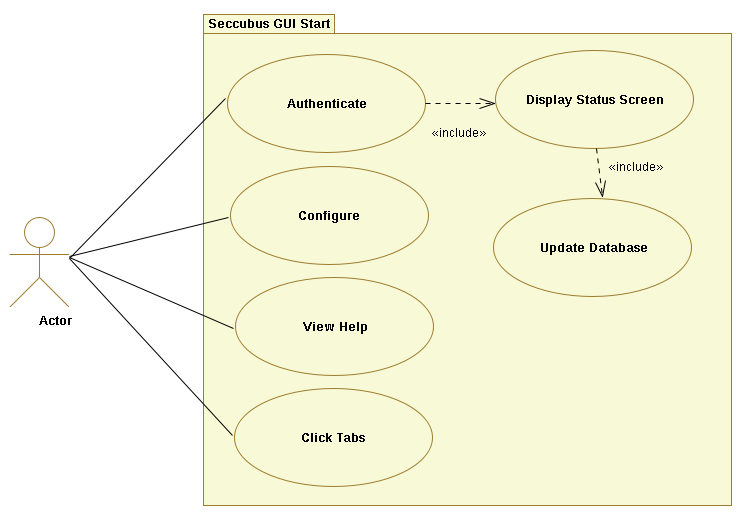 Seccubus GUI Start
Authenticate
Display Status Screen
«include»
«include»
Configure
Update Database
View Help
Click Tabs
Actor